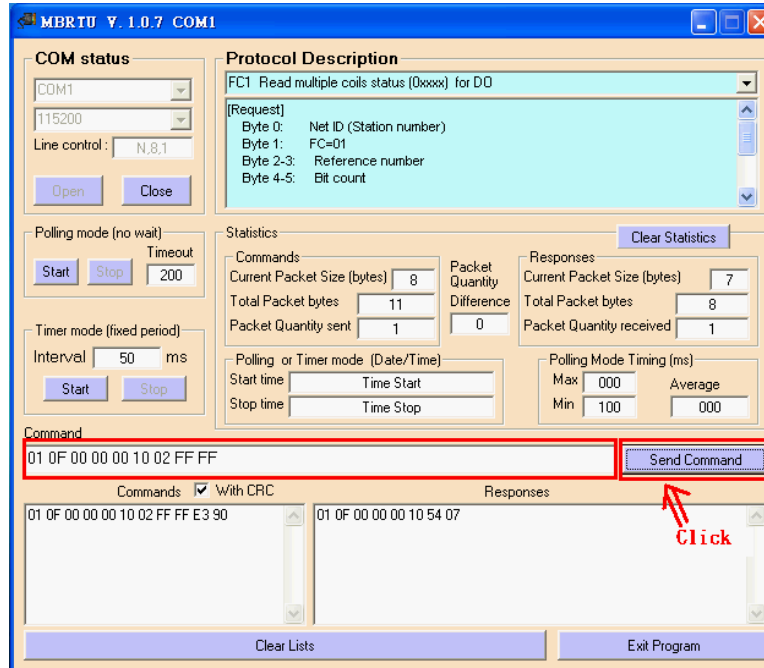 MBRTU V. 1.0.7 COM1
COM status
COM1
115200
Line control : N,8,1
Open Close
Protocol Description
FC1 Read multiple coils status (0xxxx) for DO
[Request]
Byte 0: Net ID (Station number)
Byte 1: FC=01
Byte 2-3: Reference number
Byte 4-5: Bit count
Polling mode (no wait)
Timeout
Start Stop 200
Timer mode (fixed period)
Interval 50 ms
Start Stop
Statistics
Clear Statistics
Commands
Current Packet Size (bytes) 8
Total Packet bytes 11
Packet Quantity sent 1
Packet
Quantity
Difference
0
Responses
Current Packet Size (bytes) 7
Total Packet bytes 8
Packet Quantity received 1
Polling or Timer mode (Date/Time)
Start time Time Start
Stop time Time Stop
Polling Mode Timing (ms)
Max 000 Average
Min 100 000
Command
01 0F 00 00 00 10 02 FF FF
Send Command
Commands With CRC
Responses
01 0F 00 00 00 10 02 FF FF E3 90
01 0F 00 00 00 10 54 07
Click
Clear Lists
Exit Program